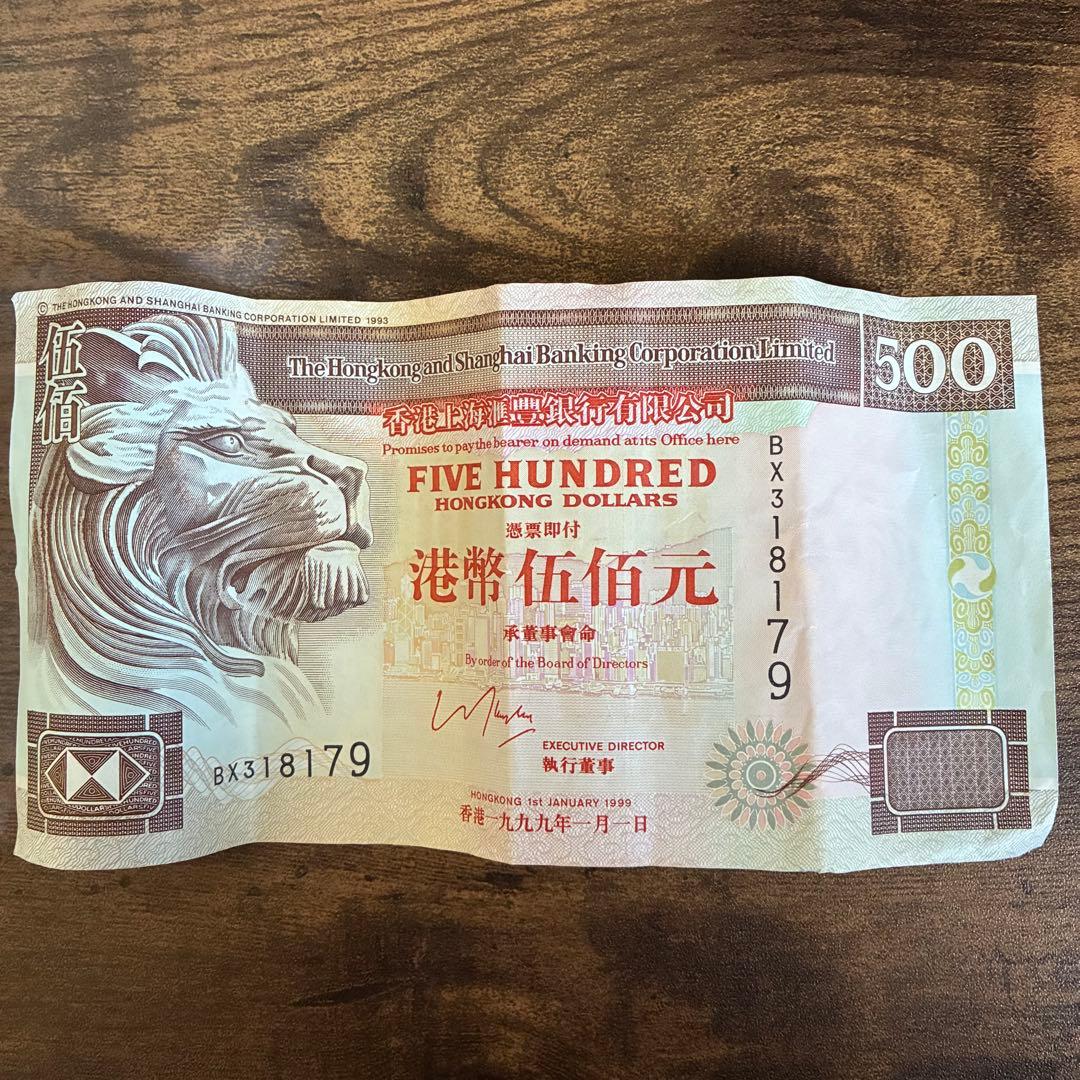 © THE HONGKONG AND SHANGHAI BANKING CORPORATION LIMITED 1993
伍佰
The Hongkong and Shanghai Banking Corporation Limited
500
香港上海滙豐銀行有限公司
Promises to pay the bearer on demand at its Office here
FIVE HUNDRED
HONGKONG DOLLARS
憑票即付
港幣伍佰元
承董事會命
By order of the Board of Directors
BX318179
EXECUTIVE DIRECTOR
執行董事
BX318179
HONGKONG 1st JANUARY 1999
香港一九九九年一月一日